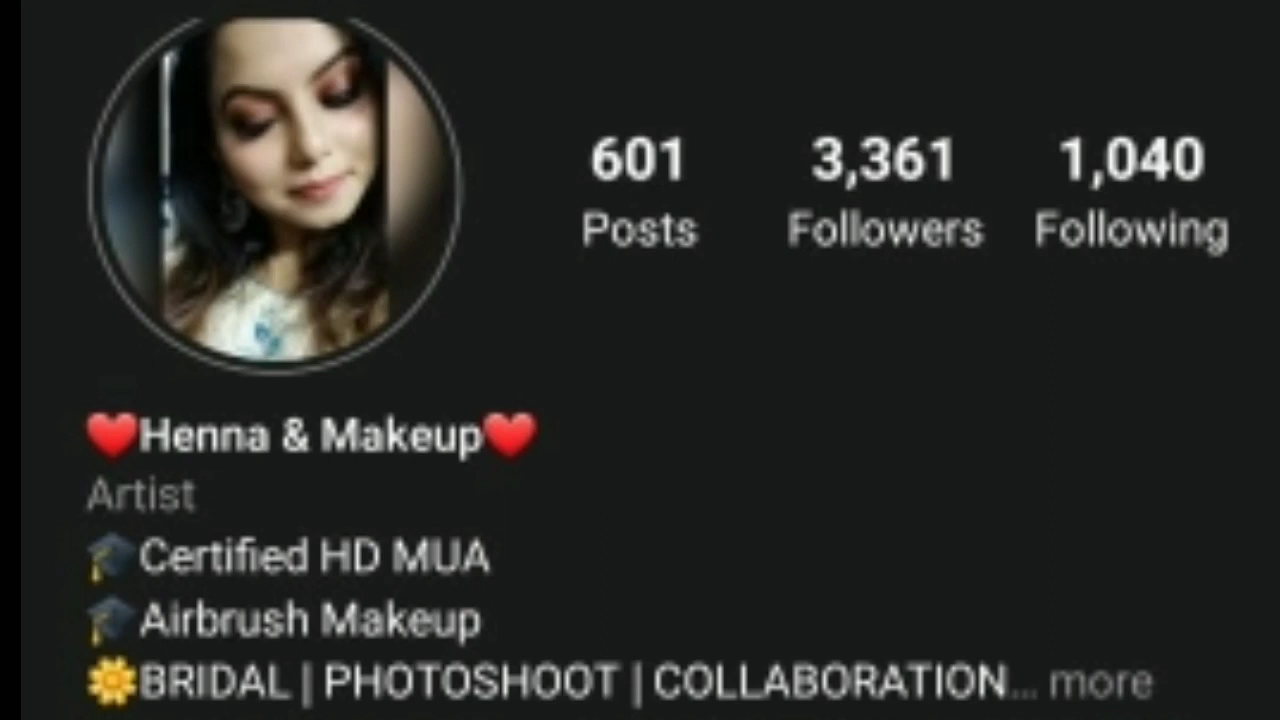 601 3,361 1,040
Posts Followers Following
❤️Henna & Makeup❤️
Artist
🎓Certified HD MUA
🎓Airbrush Makeup
🌼BRIDAL | PHOTOSHOOT | COLLABORATION... more